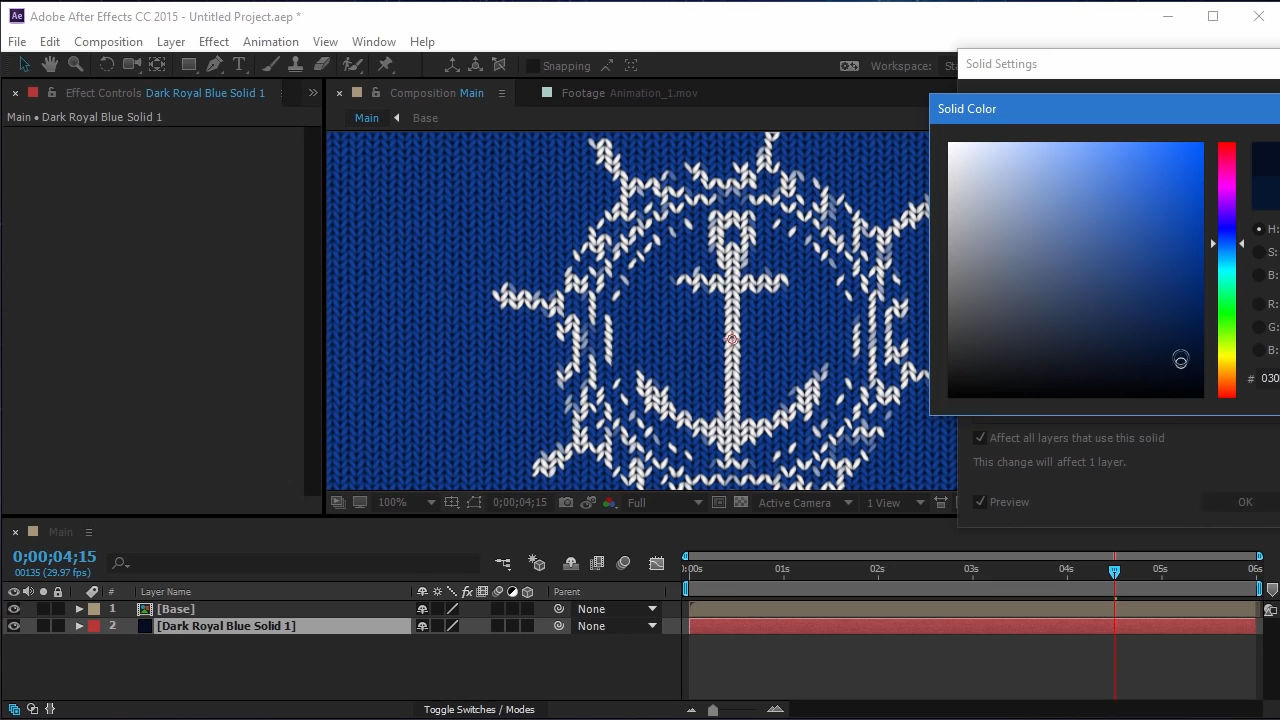 Ae Adobe After Effects CC 2015 - Untitled Project.aep *
File Edit Composition Layer Effect Animation View Window Help
Snapping
Workspace:
Solid Settings
Effect Controls Dark Royal Blue Solid 1
Composition Main
Footage Animation_1.mov
Solid Color
Main • Dark Royal Blue Solid 1
Main
Base
H:
S:
B:
R:
G:
B:
# 030
Affect all layers that use this solid
This change will affect 1 layer.
Preview
OK
100%
0;00;04;15
Full
Active Camera
1 View
Main
0;00;04;15
00135 (29.97 fps)
:00s 01s 02s 03s 04s 05s 06s
# Layer Name
fx
Parent
1 [Base] None
2 [Dark Royal Blue Solid 1] None
Toggle Switches / Modes